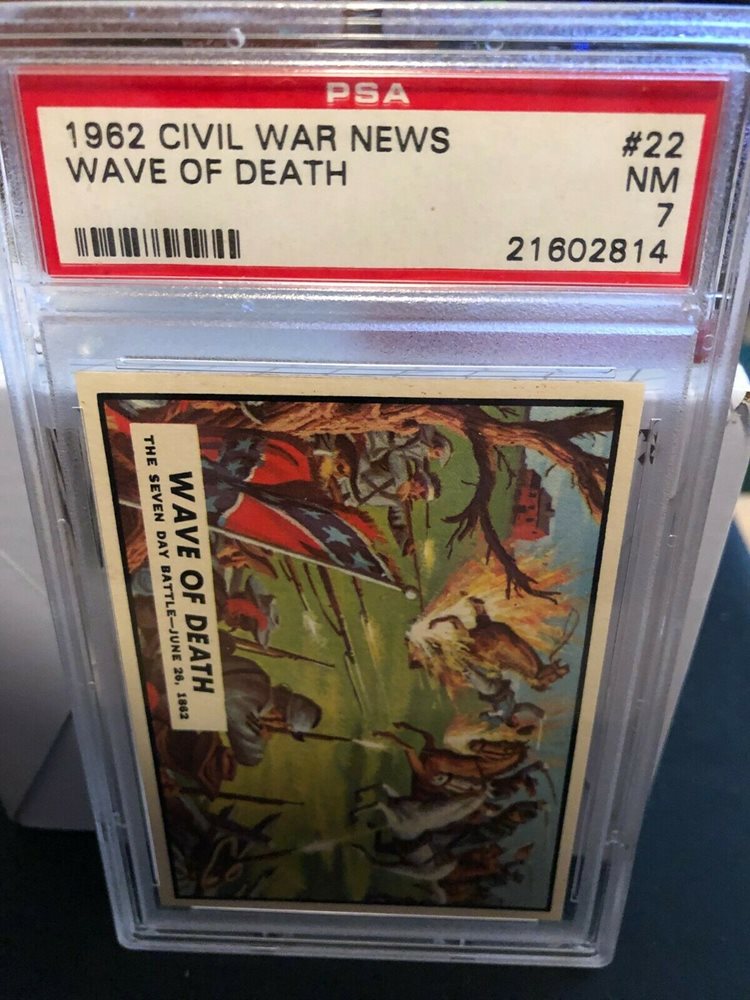 PSA
1962 CIVIL WAR NEWS #22
WAVE OF DEATH NM
7
21602814
WAVE OF DEATH
THE SEVEN DAY BATTLE—JUNE 26, 1862